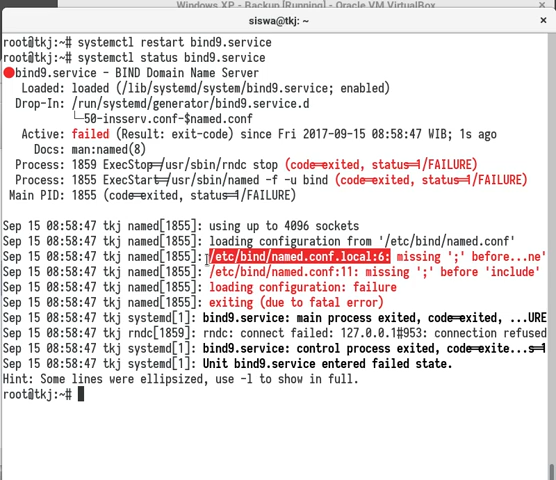 Windows XP - Backup [Running] - Oracle VM VirtualBox
siswa@tkj: ~
root@tkj:~# systemctl restart bind9.service
root@tkj:~# systemctl status bind9.service
●bind9.service - BIND Domain Name Server
Loaded: loaded (/lib/systemd/system/bind9.service; enabled)
Drop-In: /run/systemd/generator/bind9.service.d
└─50-insserv.conf-$named.conf
Active: failed (Result: exit-code) since Fri 2017-09-15 08:58:47 WIB; 1s ago
Docs: man:named(8)
Process: 1859 ExecStop=/usr/sbin/rndc stop (code=exited, status=1/FAILURE)
Process: 1855 ExecStart=/usr/sbin/named -f -u bind (code=exited, status=1/FAILURE)
Main PID: 1855 (code=exited, status=1/FAILURE)
Sep 15 08:58:47 tkj named[1855]: using up to 4096 sockets
Sep 15 08:58:47 tkj named[1855]: loading configuration from '/etc/bind/named.conf'
Sep 15 08:58:47 tkj named[1855]: /etc/bind/named.conf.local:6: missing ';' before...ne'
Sep 15 08:58:47 tkj named[1855]: /etc/bind/named.conf:11: missing ';' before 'include'
Sep 15 08:58:47 tkj named[1855]: loading configuration: failure
Sep 15 08:58:47 tkj named[1855]: exiting (due to fatal error)
Sep 15 08:58:47 tkj systemd[1]: bind9.service: main process exited, code=exited, ...URE
Sep 15 08:58:47 tkj rndc[1859]: rndc: connect failed: 127.0.0.1#953: connection refused
Sep 15 08:58:47 tkj systemd[1]: bind9.service: control process exited, code=exite...s=1
Sep 15 08:58:47 tkj systemd[1]: Unit bind9.service entered failed state.
Hint: Some lines were ellipsized, use -l to show in full.
root@tkj:~#